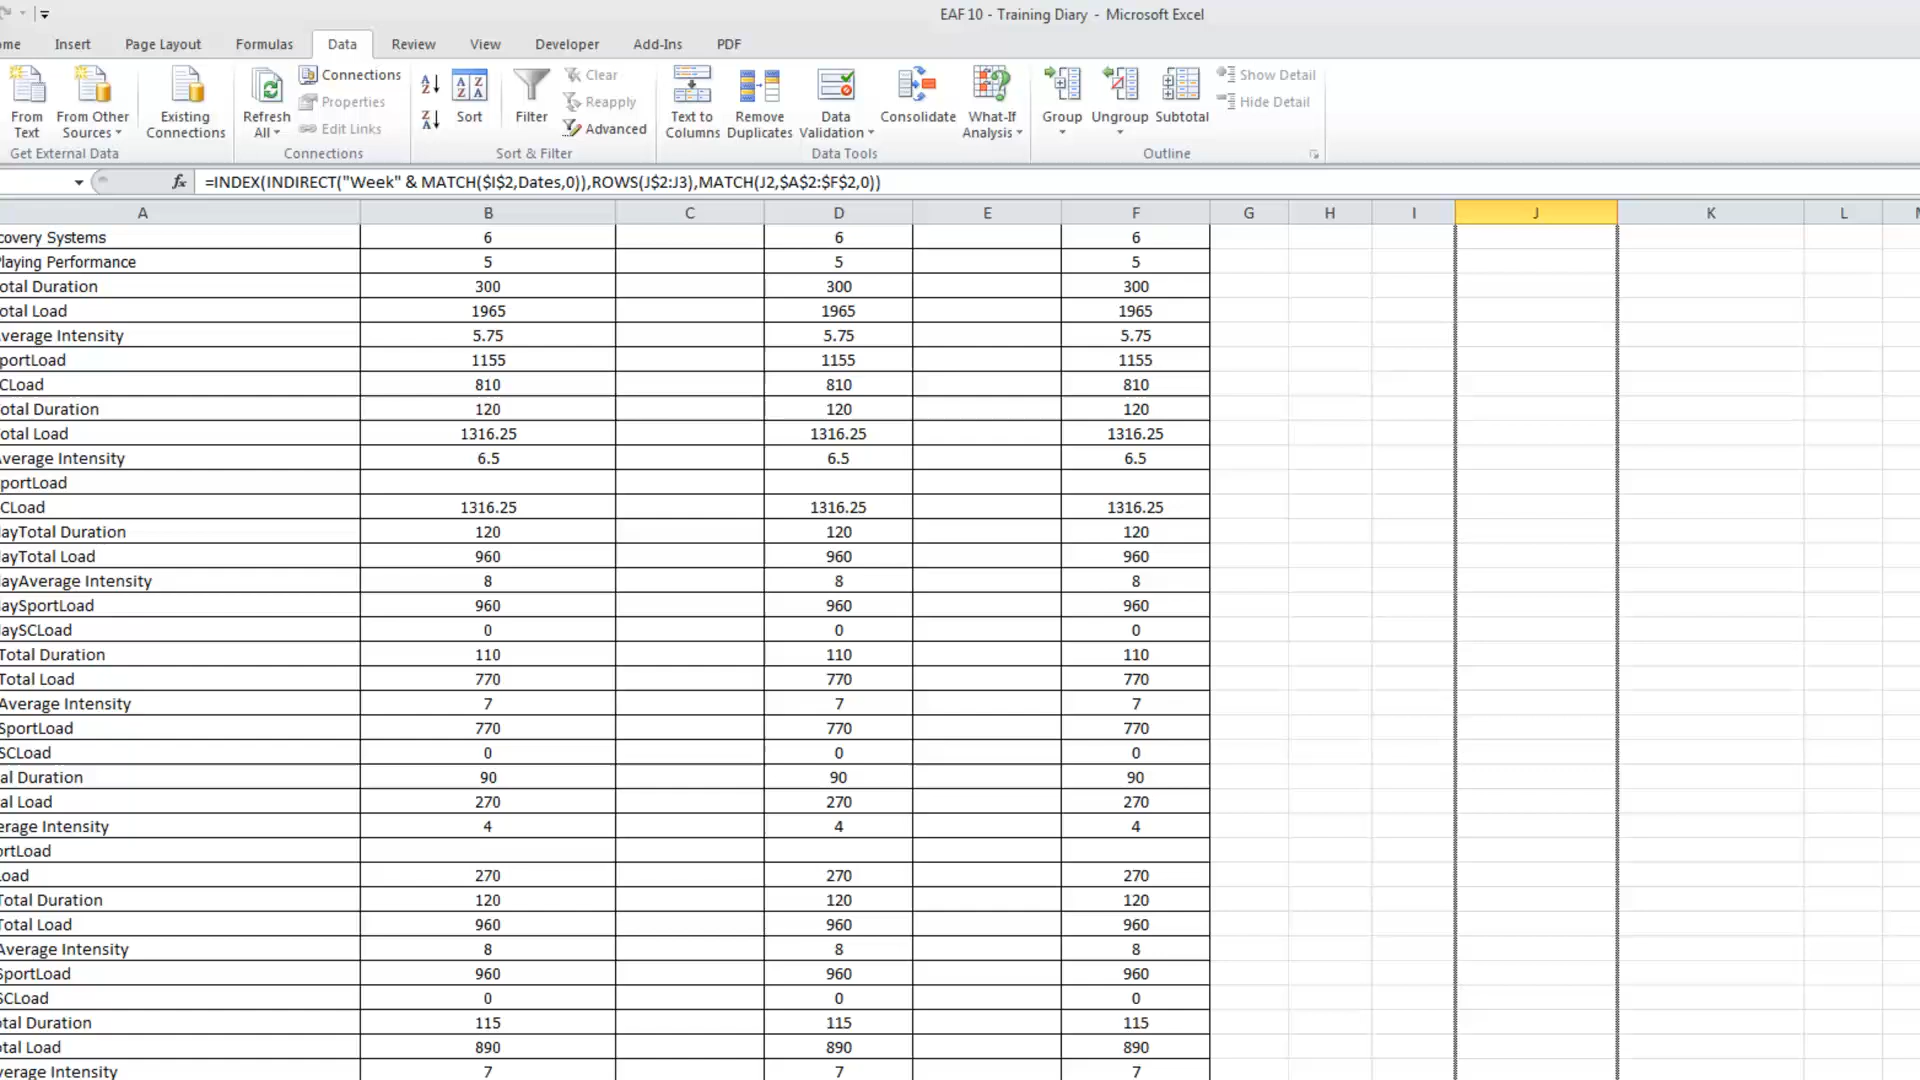 EAF 10 - Training Diary - Microsoft Excel
ome Insert Page Layout Formulas Data Review View Developer Add-Ins PDF
From Text
From Other Sources
Existing Connections
Get External Data
Refresh All
Connections
Properties
Edit Links
Connections
Sort
Filter
Clear
Reapply
Advanced
Sort & Filter
Text to Columns
Remove Duplicates
Data Validation
Consolidate
What-If Analysis
Data Tools
Group
Ungroup
Subtotal
Show Detail
Hide Detail
Outline
fx =INDEX(INDIRECT("Week" & MATCH($I$2,Dates,0)),ROWS(J$2:J3),MATCH(J2,$A$2:$F$2,0))
A B C D E F G H I J K L
covery Systems 6 6 6
Playing Performance 5 5 5
otal Duration 300 300 300
otal Load 1965 1965 1965
verage Intensity 5.75 5.75 5.75
portLoad 1155 1155 1155
CLoad 810 810 810
otal Duration 120 120 120
otal Load 1316.25 1316.25 1316.25
verage Intensity 6.5 6.5 6.5
portLoad
CLoad 1316.25 1316.25 1316.25
dayTotal Duration 120 120 120
dayTotal Load 960 960 960
dayAverage Intensity 8 8 8
daySportLoad 960 960 960
daySCLoad 0 0 0
Total Duration 110 110 110
Total Load 770 770 770
Average Intensity 7 7 7
SportLoad 770 770 770
SCLoad 0 0 0
al Duration 90 90 90
al Load 270 270 270
erage Intensity 4 4 4
ortLoad
Load 270 270 270
Total Duration 120 120 120
Total Load 960 960 960
Average Intensity 8 8 8
SportLoad 960 960 960
SCLoad 0 0 0
otal Duration 115 115 115
otal Load 890 890 890
verage Intensity 7 7 7